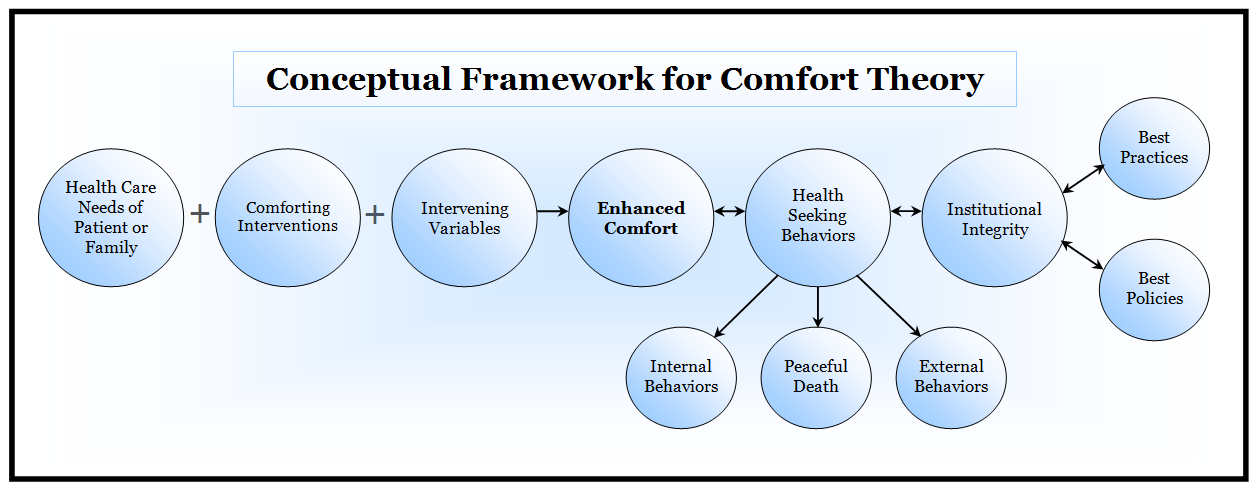 Conceptual Framework for Comfort Theory
Health Care
Needs of
Patient or
Family
+
Comforting
Interventions
+
Intervening
Variables
Enhanced
Comfort
Health
Seeking
Behaviors
Institutional
Integrity
Best
Practices
Best
Policies
Internal
Behaviors
Peaceful
Death
External
Behaviors